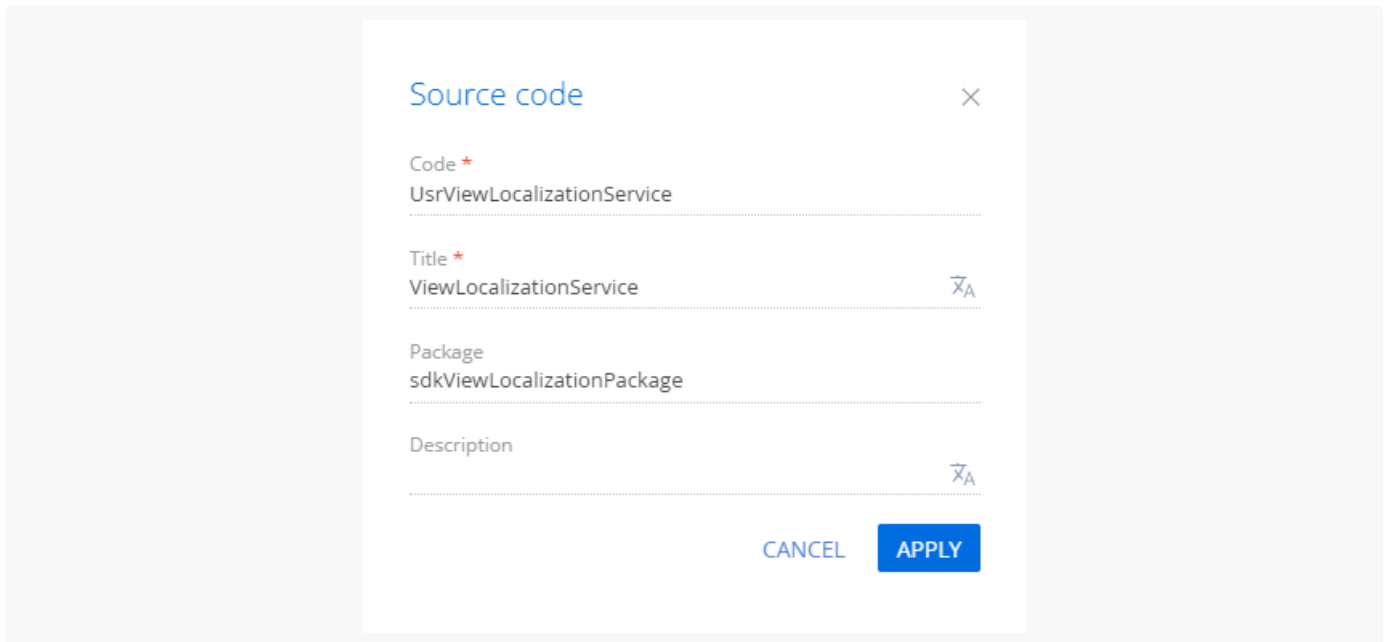 Source code
Code *
UsrViewLocalizationService
Title *
ViewLocalizationService
Package
sdkViewLocalizationPackage
Description
CANCEL APPLY